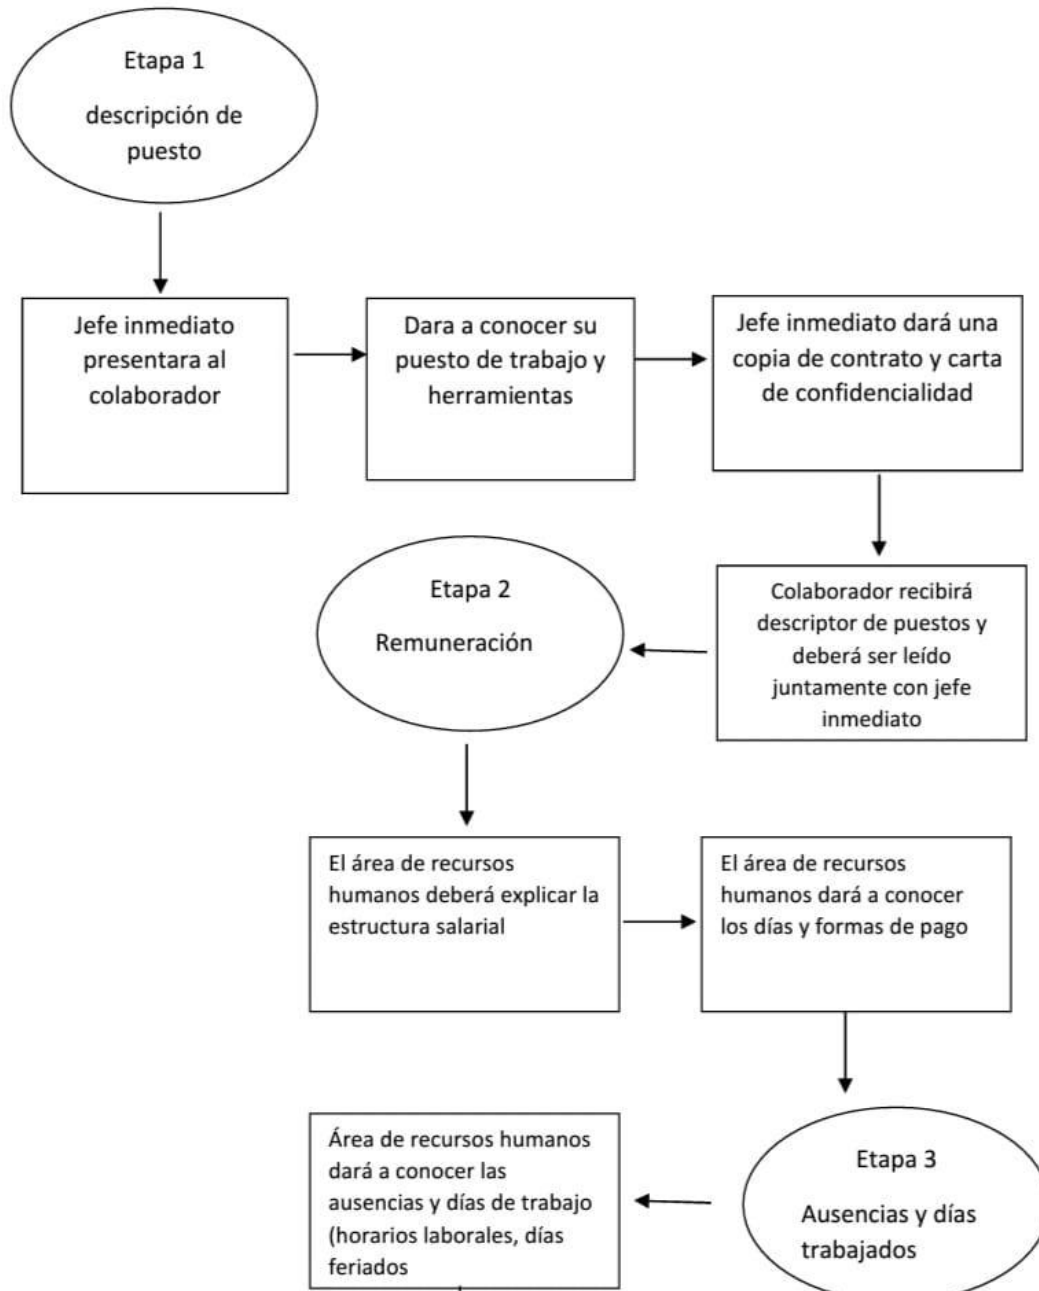 Etapa 1
descripción de
puesto
Jefe inmediato
presentara al
colaborador
Dara a conocer su
puesto de trabajo y
herramientas
Jefe inmediato dará una
copia de contrato y carta
de confidencialidad
Colaborador recibirá
descriptor de puestos y
deberá ser leído
juntamente con jefe
inmediato
Etapa 2
Remuneración
El área de recursos
humanos deberá explicar la
estructura salarial
El área de recursos
humanos dará a conocer
los días y formas de pago
Etapa 3
Ausencias y días
trabajados
Área de recursos humanos
dará a conocer las
ausencias y días de trabajo
(horarios laborales, días
feriados